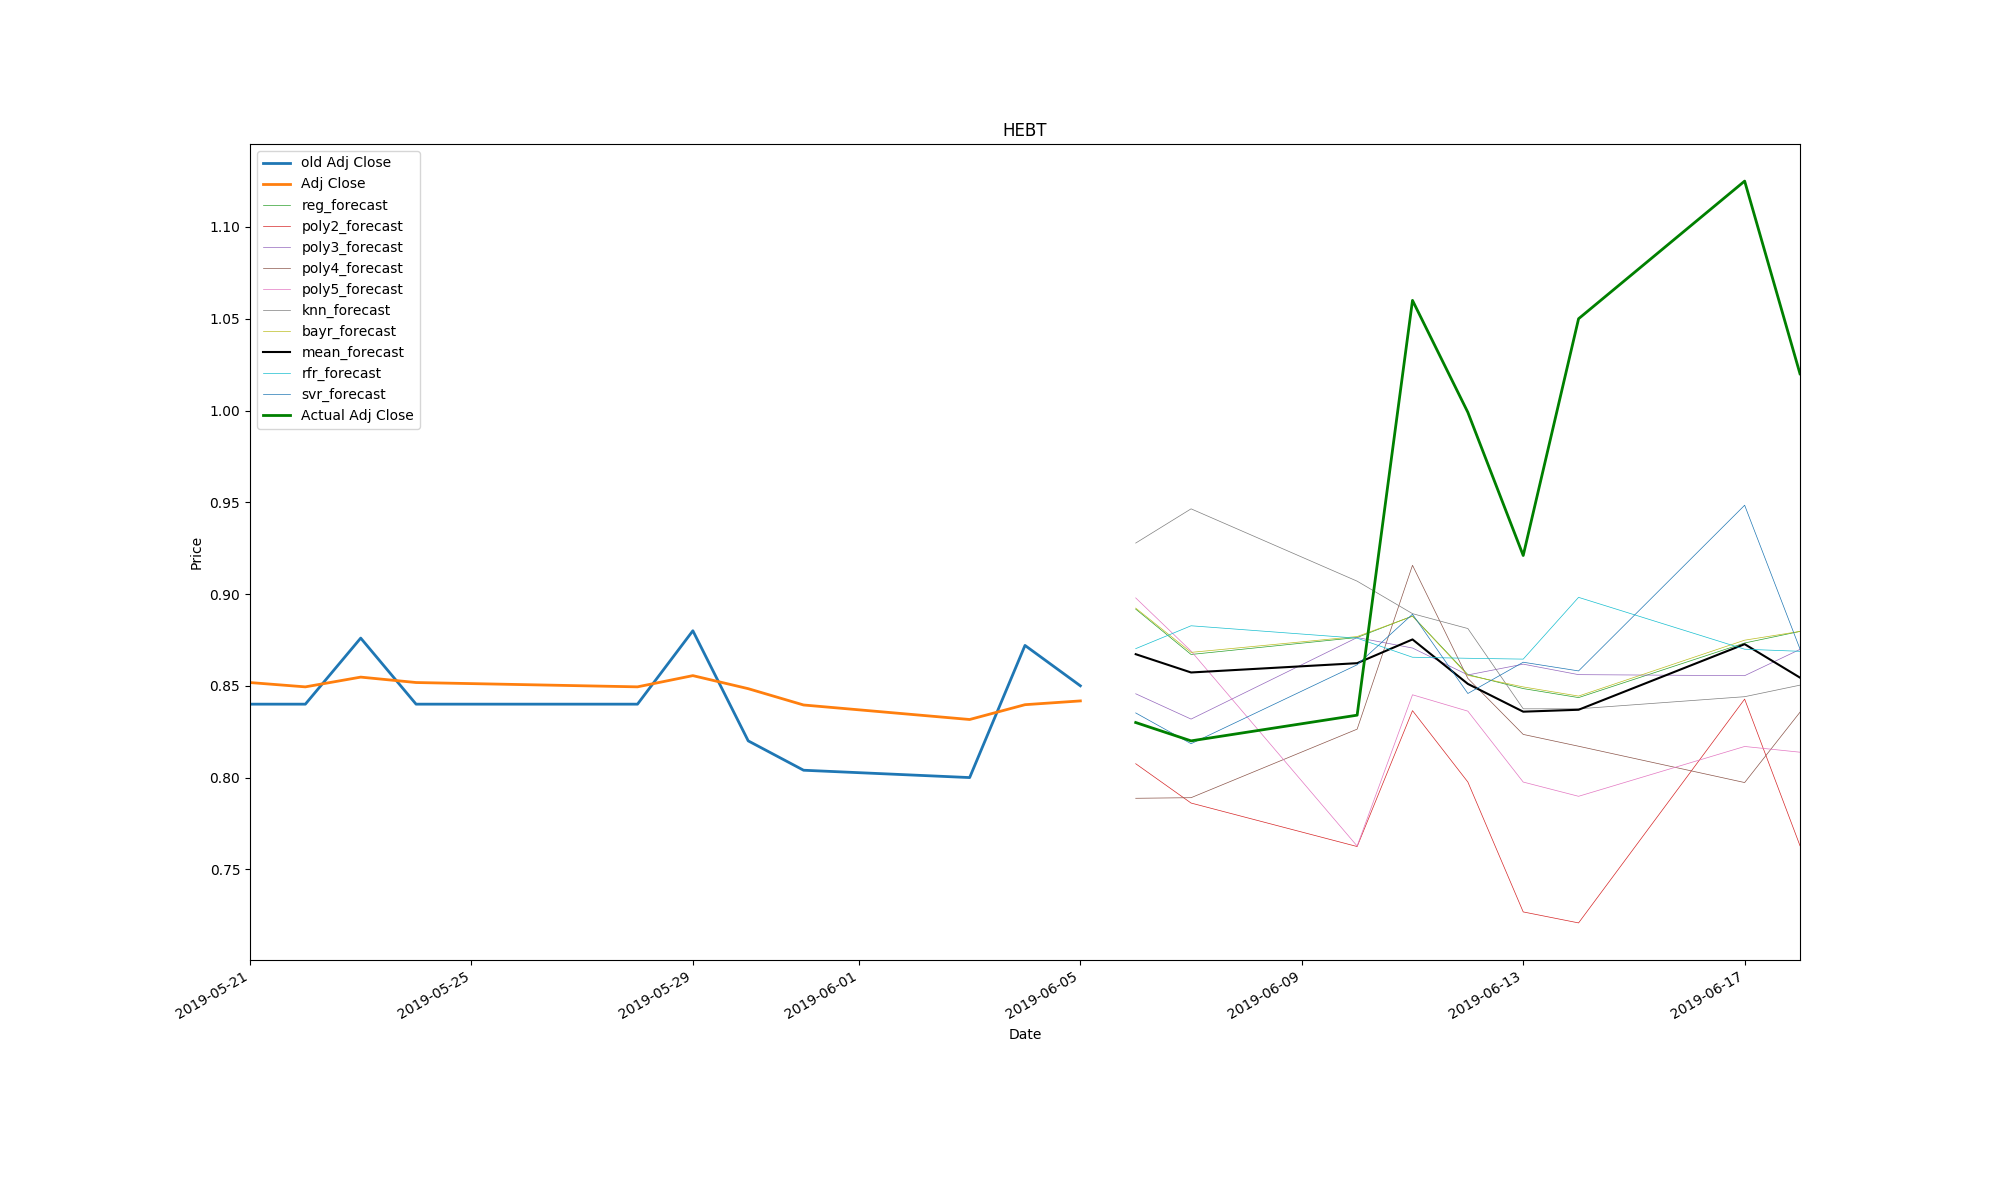 HEBT
old Adj Close
Adj Close
reg_forecast
poly2_forecast
poly3_forecast
poly4_forecast
poly5_forecast
knn_forecast
bayr_forecast
mean_forecast
rfr_forecast
svr_forecast
Actual Adj Close
1.10
1.05
1.00
0.95
0.90
0.85
0.80
0.75
Price
2019-05-21
2019-05-25
2019-05-29
2019-06-01
2019-06-05
2019-06-09
2019-06-13
2019-06-17
Date